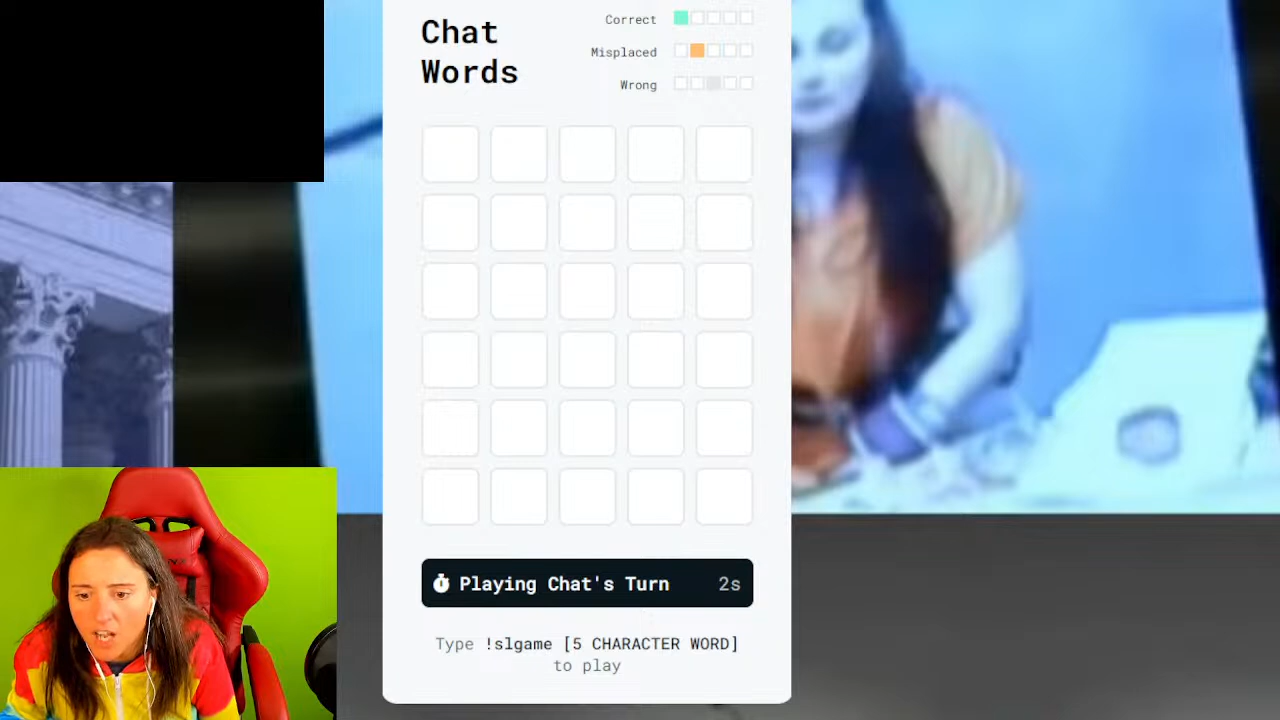 Chat
Words
Correct
Misplaced
Wrong
Playing Chat's Turn 2s
Type !slgame [5 CHARACTER WORD]
to play